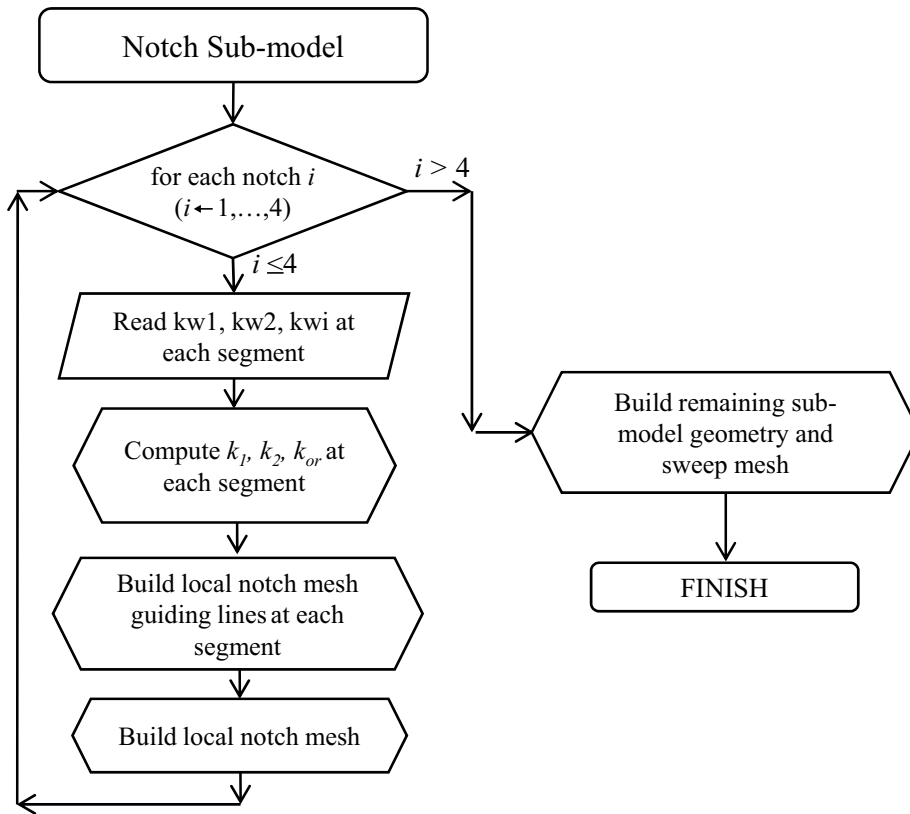 Notch Sub-model
for each notch i
(i←1,…,4)
i > 4
i ≤4
Read kw1, kw2, kwi at
each segment
Compute k1, k2, kor at
each segment
Build local notch mesh
guiding lines at each
segment
Build local notch mesh
Build remaining sub-
model geometry and
sweep mesh
FINISH